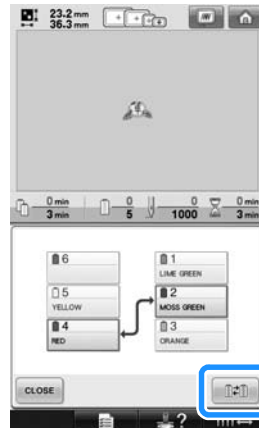 23.2 mm
36.3 mm
0 min
3 min
0
5
0
1000
0 min
3 min
6
1
LIME GREEN
5
YELLOW
2
MOSS GREEN
4
RED
3
ORANGE
CLOSE
?